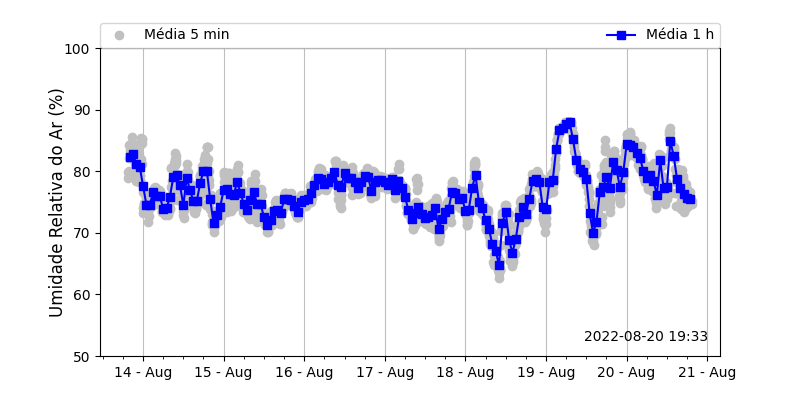 Média 5 min Média 1 h
100
90
80
70
60
50
Umidade Relativa do Ar (%)
2022-08-20 19:33
14 - Aug 15 - Aug 16 - Aug 17 - Aug 18 - Aug 19 - Aug 20 - Aug 21 - Aug